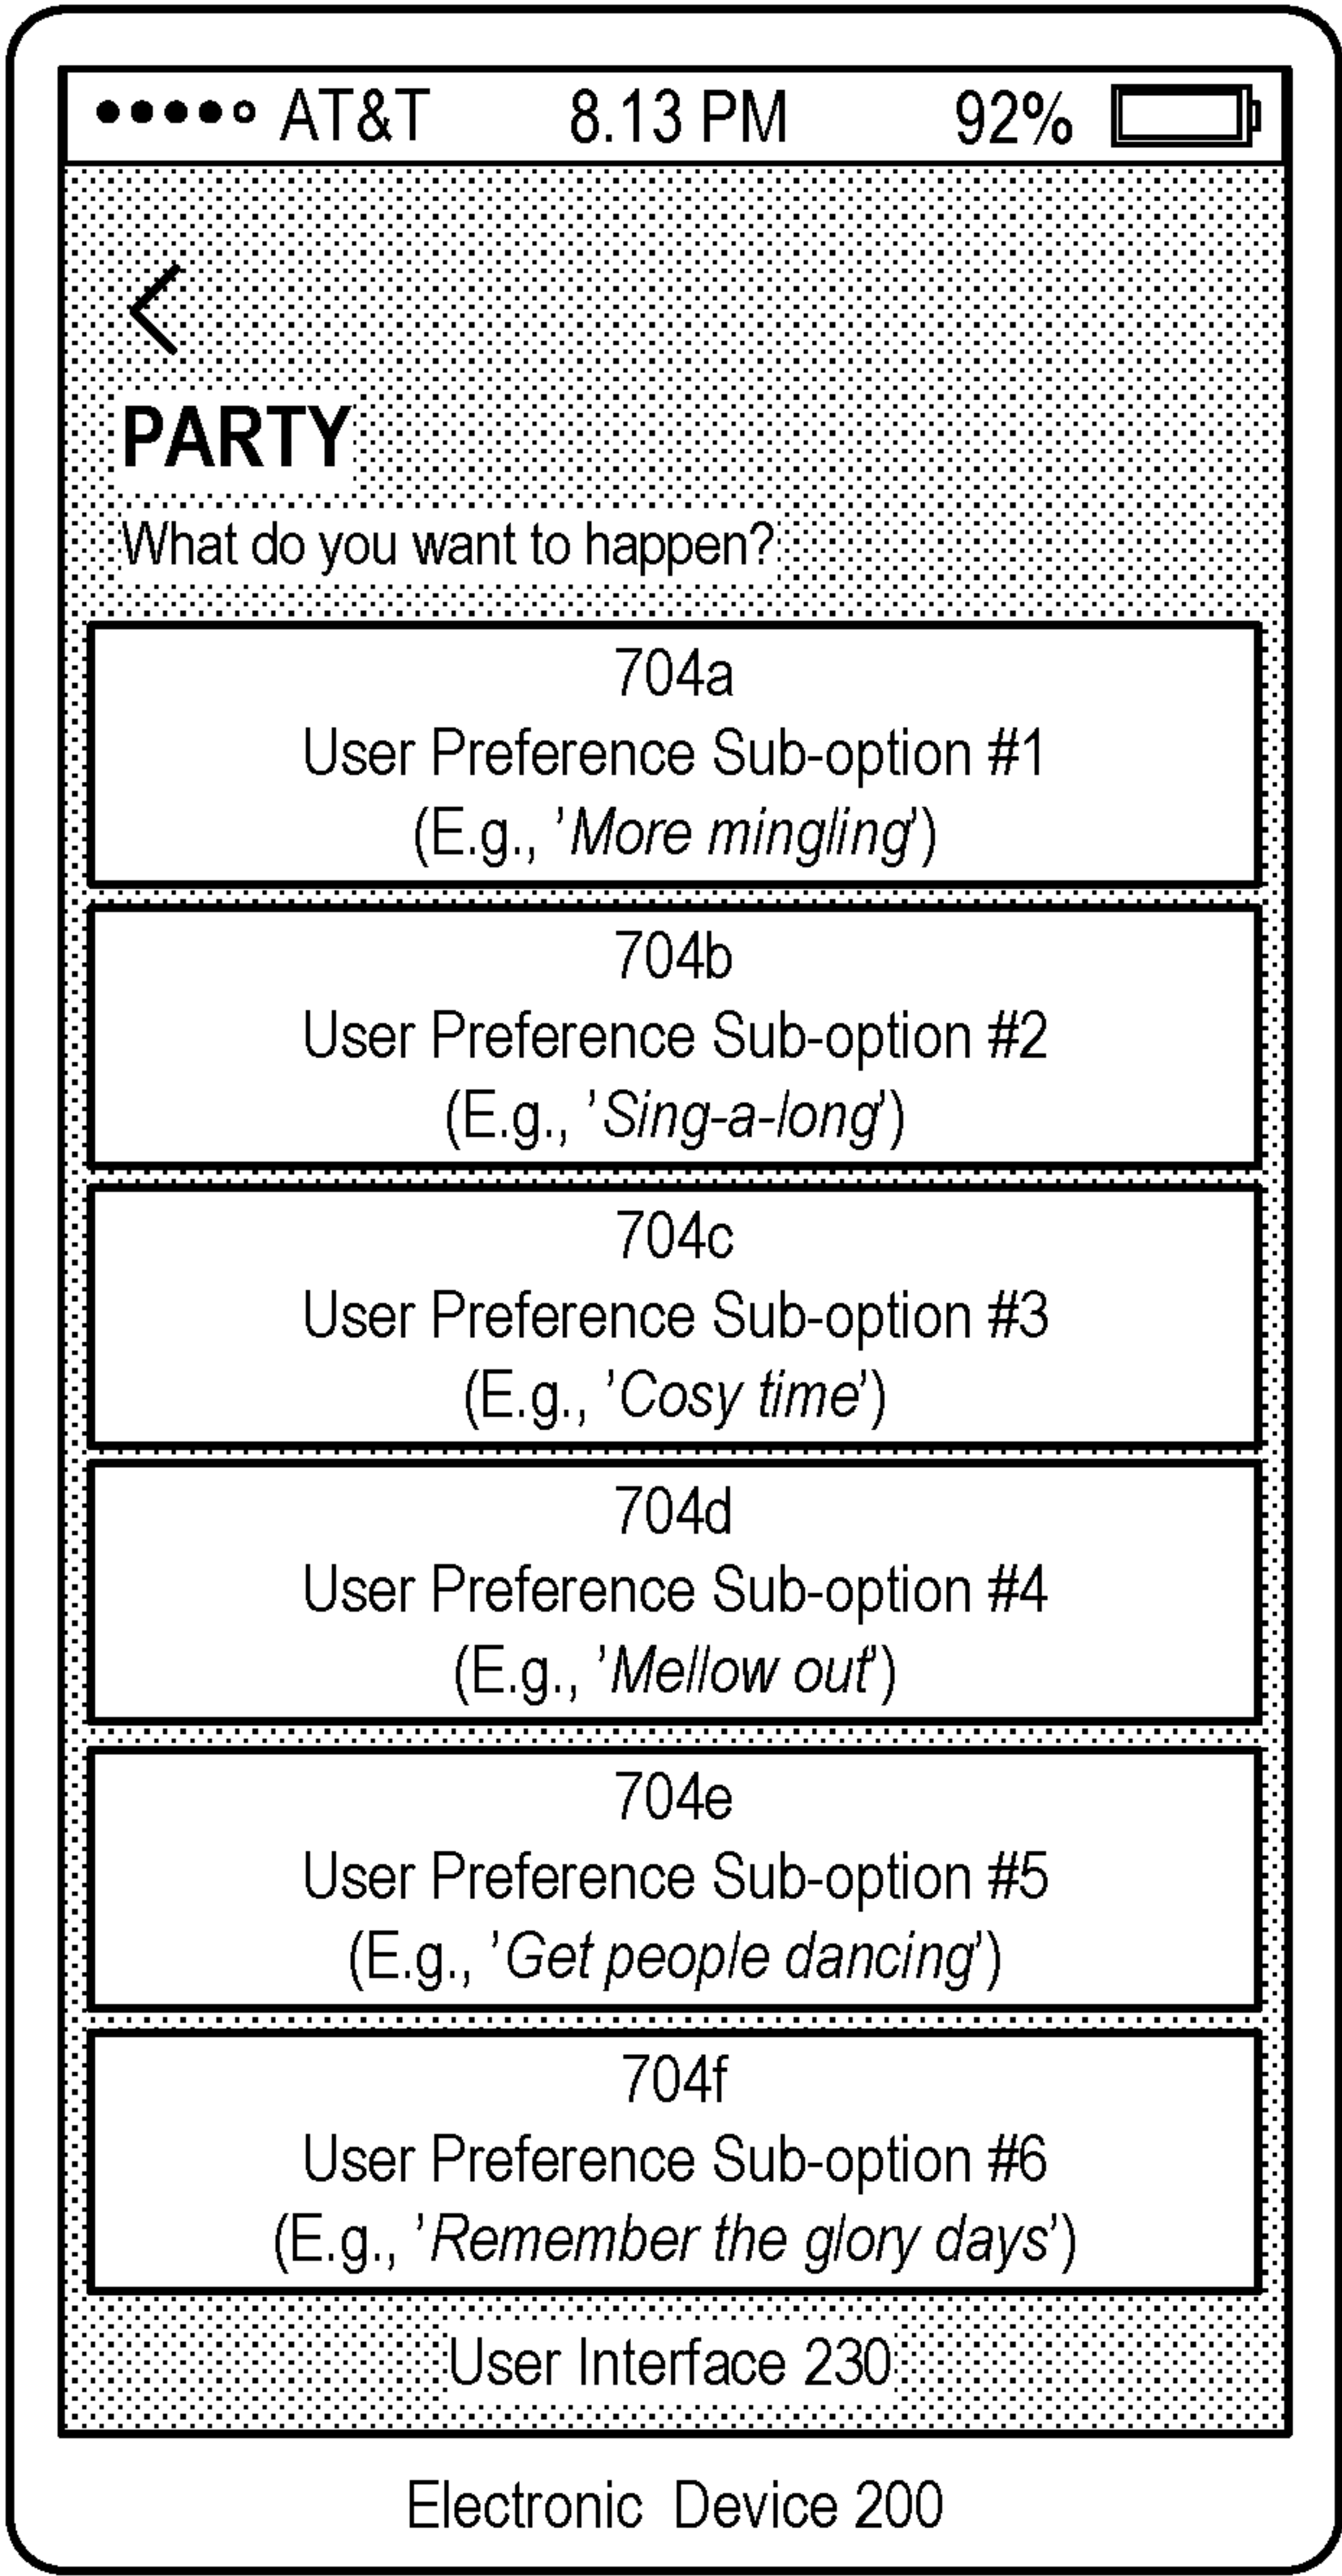 AT&T 8.13 PM 92%
PARTY
What do you want to happen?
704a
User Preference Sub-option #1
(E.g., 'More mingling')
704b
User Preference Sub-option #2
(E.g., 'Sing-a-long')
704c
User Preference Sub-option #3
(E.g., 'Cosy time')
704d
User Preference Sub-option #4
(E.g., 'Mellow out')
704e
User Preference Sub-option #5
(E.g., 'Get people dancing')
704f
User Preference Sub-option #6
(E.g., 'Remember the glory days')
User Interface 230
Electronic Device 200